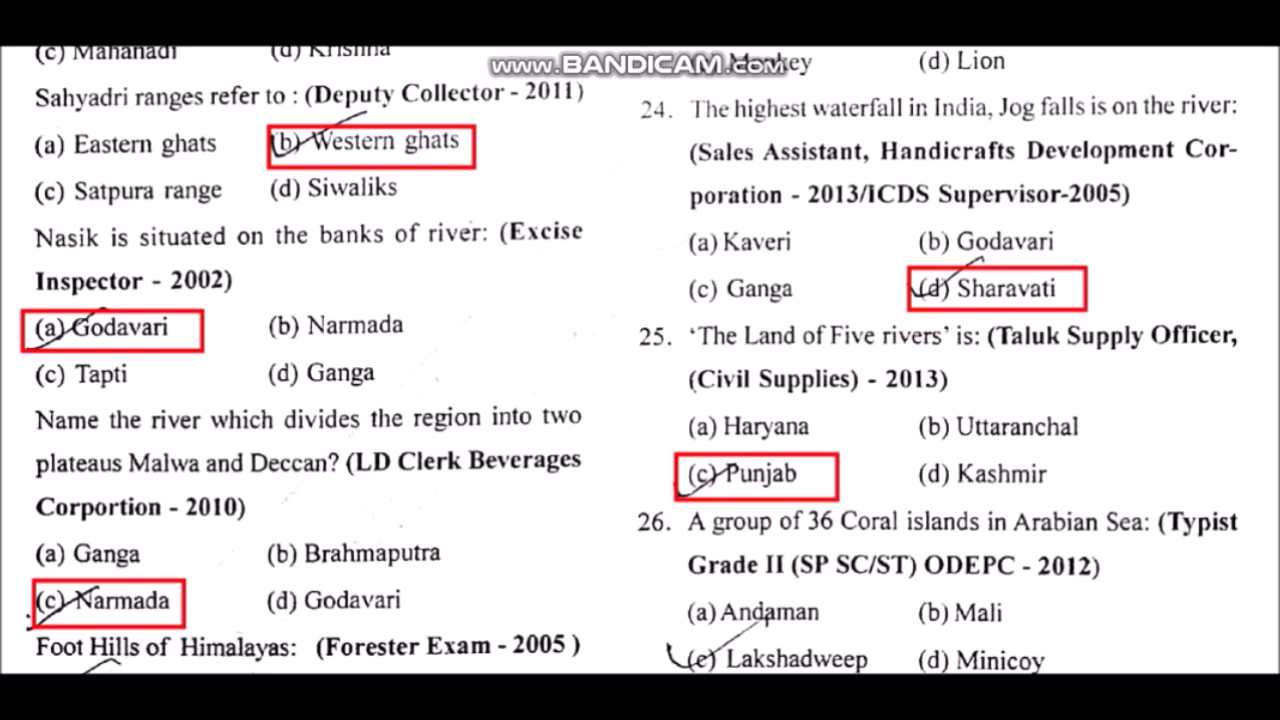 www.BANDICAM.com
(c) Mahanadi (d) Krishna
Sahyadri ranges refer to : (Deputy Collector - 2011)
(a) Eastern ghats (b) Western ghats
(c) Satpura range (d) Siwaliks
Nasik is situated on the banks of river: (Excise
Inspector - 2002)
(a) Godavari (b) Narmada
(c) Tapti (d) Ganga
Name the river which divides the region into two
plateaus Malwa and Deccan? (LD Clerk Beverages
Corportion - 2010)
(a) Ganga (b) Brahmaputra
(c) Narmada (d) Godavari
Foot Hills of Himalayas: (Forester Exam - 2005 )
Monkey (d) Lion
24. The highest waterfall in India, Jog falls is on the river:
(Sales Assistant, Handicrafts Development Cor-
poration - 2013/ICDS Supervisor-2005)
(a) Kaveri (b) Godavari
(c) Ganga (d) Sharavati
25. ‘The Land of Five rivers’ is: (Taluk Supply Officer,
(Civil Supplies) - 2013)
(a) Haryana (b) Uttaranchal
(c) Punjab (d) Kashmir
26. A group of 36 Coral islands in Arabian Sea: (Typist
Grade II (SP SC/ST) ODEPC - 2012)
(a) Andaman (b) Mali
(c) Lakshadweep (d) Minicoy